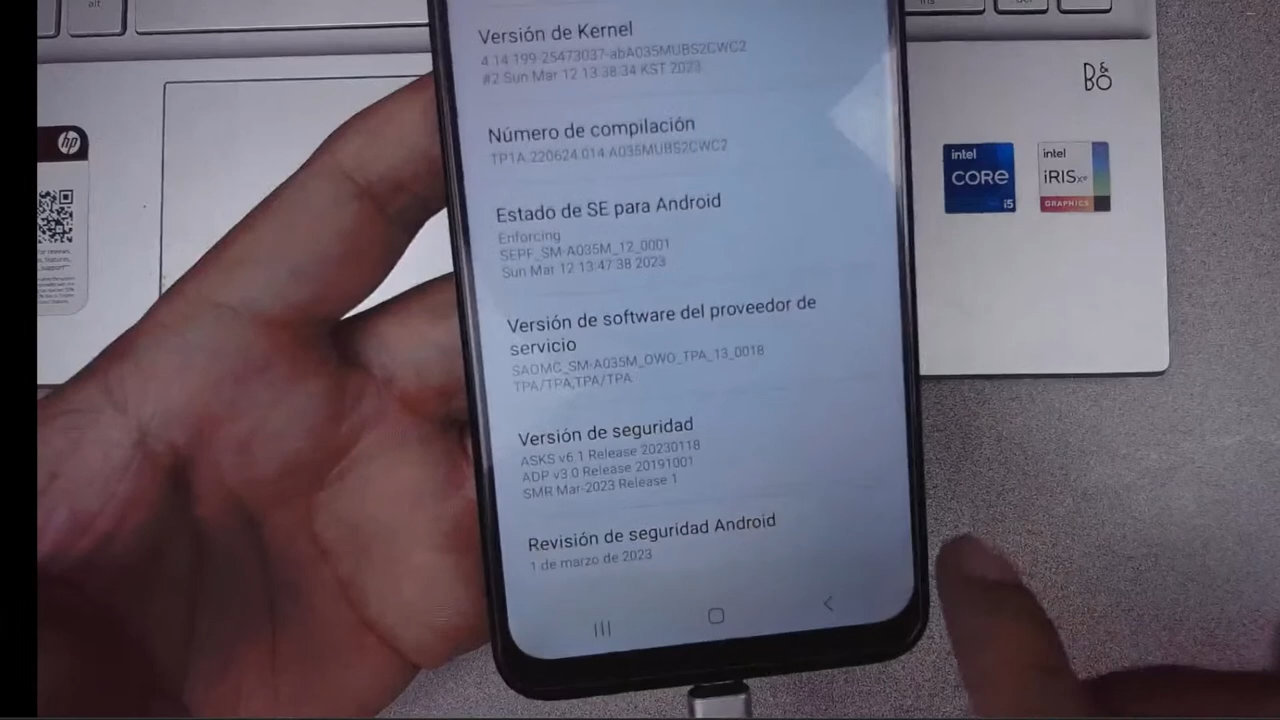 alt
ins
Versión de Kernel
4.14.199-25473037-abA035MUBS2CWC2
#2 Sun Mar 12 13:38:34 KST 2023
Número de compilación
TP1A.220624.014.A035MUBS2CWC2
Estado de SE para Android
Enforcing
SEPF_SM-A035M_12_0001
Sun Mar 12 13:47:38 2023
Versión de software del proveedor de
servicio
SAOMC_SM-A035M_OWO_TPA_13_0018
TPA/TPA,TPA/TPA
Versión de seguridad
ASKS v6.1 Release 20230118
ADP v3.0 Release 20191001
SMR Mar-2023 Release 1
Revisión de seguridad Android
1 de marzo de 2023
hp
B&O
intel
CORE
i5
intel
iRISxe
GRAPHICS